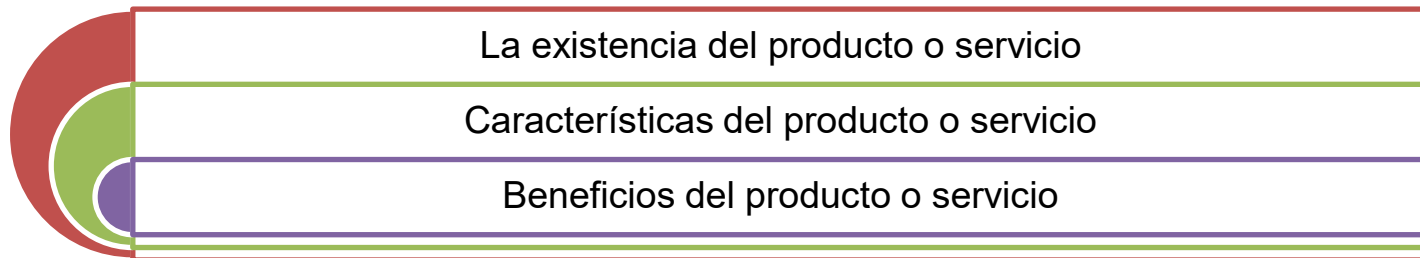 La existencia del producto o servicio
Características del producto o servicio
Beneficios del producto o servicio